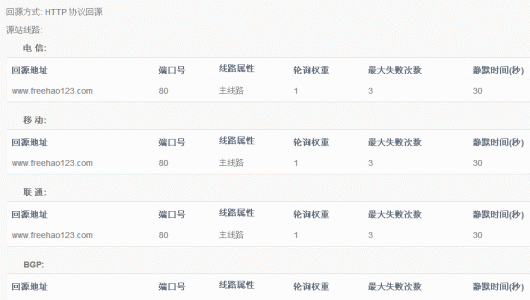 回源方式: HTTP 协议回源
源站线路:
电 信:
回源地址 端口号 线路属性 轮询权重 最大失败次数 静默时间(秒)
www.freehao123.com 80 主线路 1 3 30
移 动:
回源地址 端口号 线路属性 轮询权重 最大失败次数 静默时间(秒)
www.freehao123.com 80 主线路 1 3 30
联 通:
回源地址 端口号 线路属性 轮询权重 最大失败次数 静默时间(秒)
www.freehao123.com 80 主线路 1 3 30
BGP:
回源地址 端口号 线路属性 轮询权重 最大失败次数 静默时间(秒)